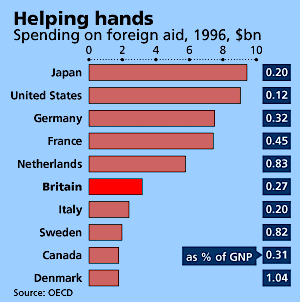 Helping hands
Spending on foreign aid, 1996, $bn
0 2 4 6 8 10
Japan 0.20
United States 0.12
Germany 0.32
France 0.45
Netherlands 0.83
Britain 0.27
Italy 0.20
Sweden 0.82
Canada as % of GNP 0.31
Denmark 1.04
Source: OECD